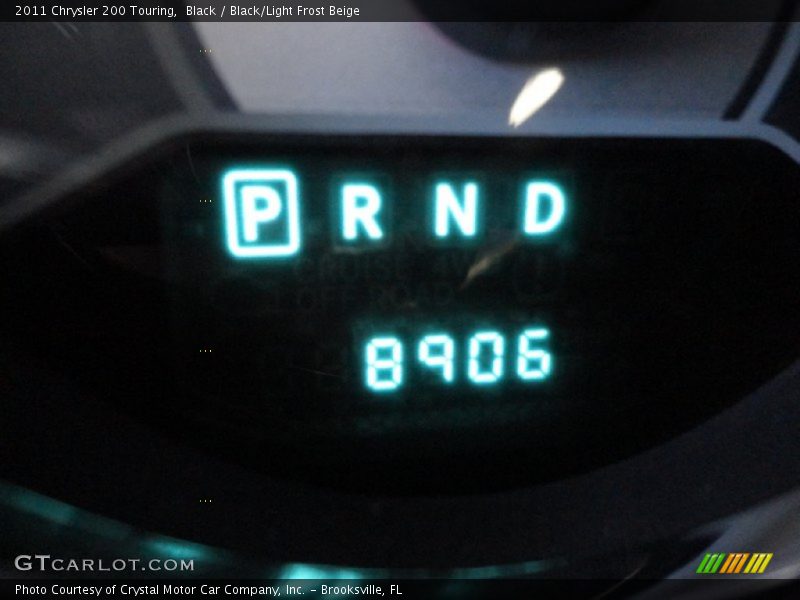 2011 Chrysler 200 Touring,  Black / Black/Light Frost Beige
P R N D
8906
GTCARLOT.COM
Photo Courtesy of Crystal Motor Car Company, Inc. – Brooksville, FL